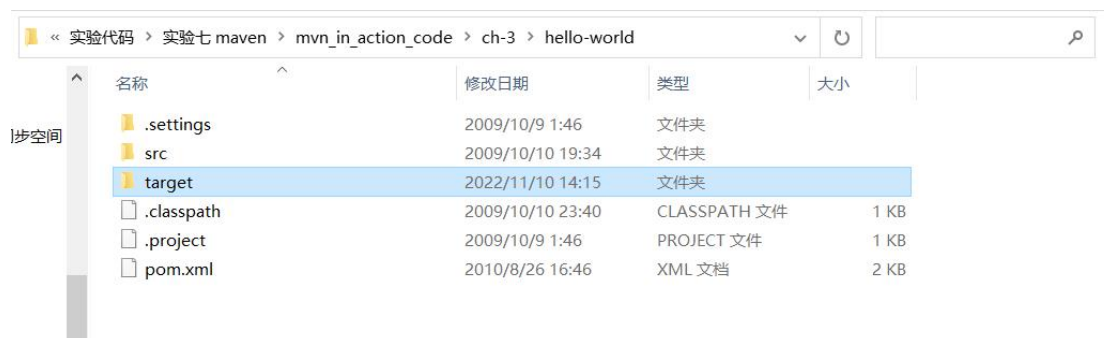 « 实验代码 › 实验七 maven › mvn_in_action_code › ch-3 › hello-world
名称 修改日期 类型 大小
步空间
.settings 2009/10/9 1:46 文件夹
src 2009/10/10 19:34 文件夹
target 2022/11/10 14:15 文件夹
.classpath 2009/10/10 23:40 CLASSPATH 文件 1 KB
.project 2009/10/9 1:46 PROJECT 文件 1 KB
pom.xml 2010/8/26 16:46 XML 文档 2 KB